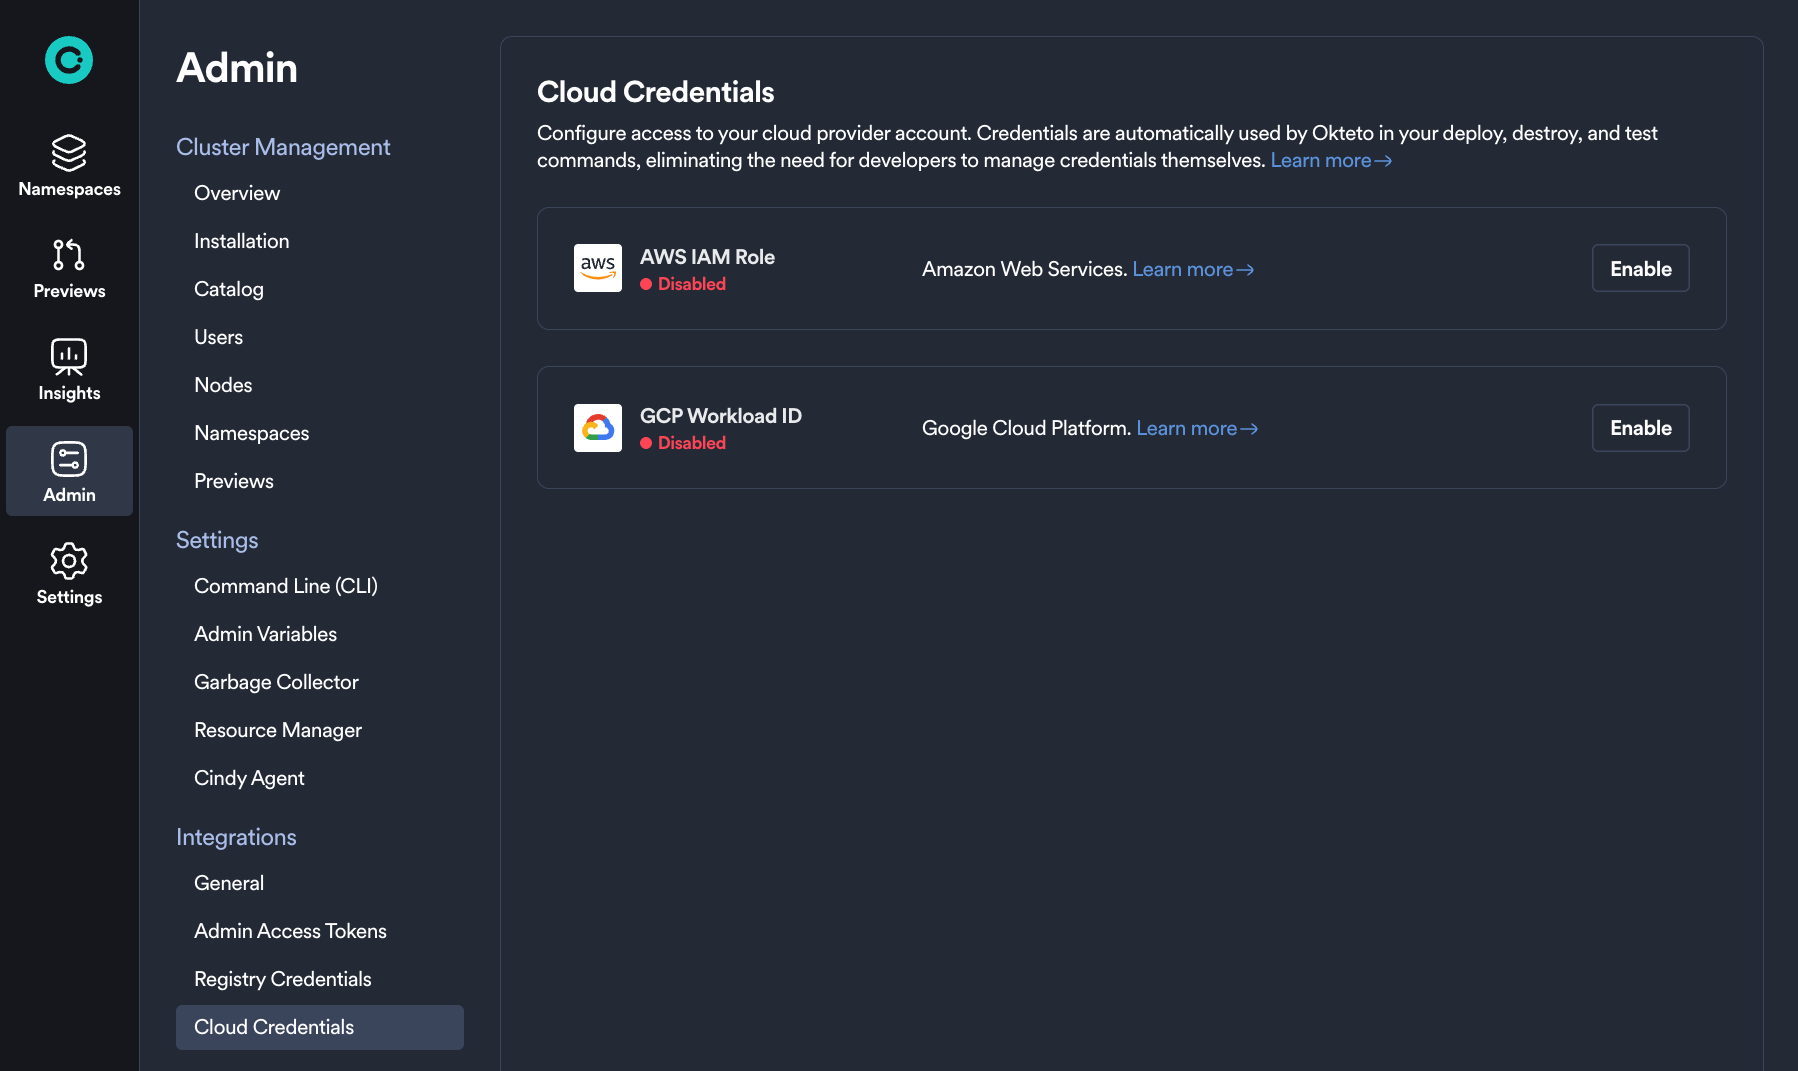 Namespaces
Previews
Insights
Admin
Settings
Admin
Cluster Management
Overview
Installation
Catalog
Users
Nodes
Namespaces
Previews
Settings
Command Line (CLI)
Admin Variables
Garbage Collector
Resource Manager
Cindy Agent
Integrations
General
Admin Access Tokens
Registry Credentials
Cloud Credentials
Cloud Credentials
Configure access to your cloud provider account. Credentials are automatically used by Okteto in your deploy, destroy, and test
commands, eliminating the need for developers to manage credentials themselves. Learn more→
aws
AWS IAM Role
Disabled
Amazon Web Services. Learn more→
Enable
GCP Workload ID
Disabled
Google Cloud Platform. Learn more→
Enable